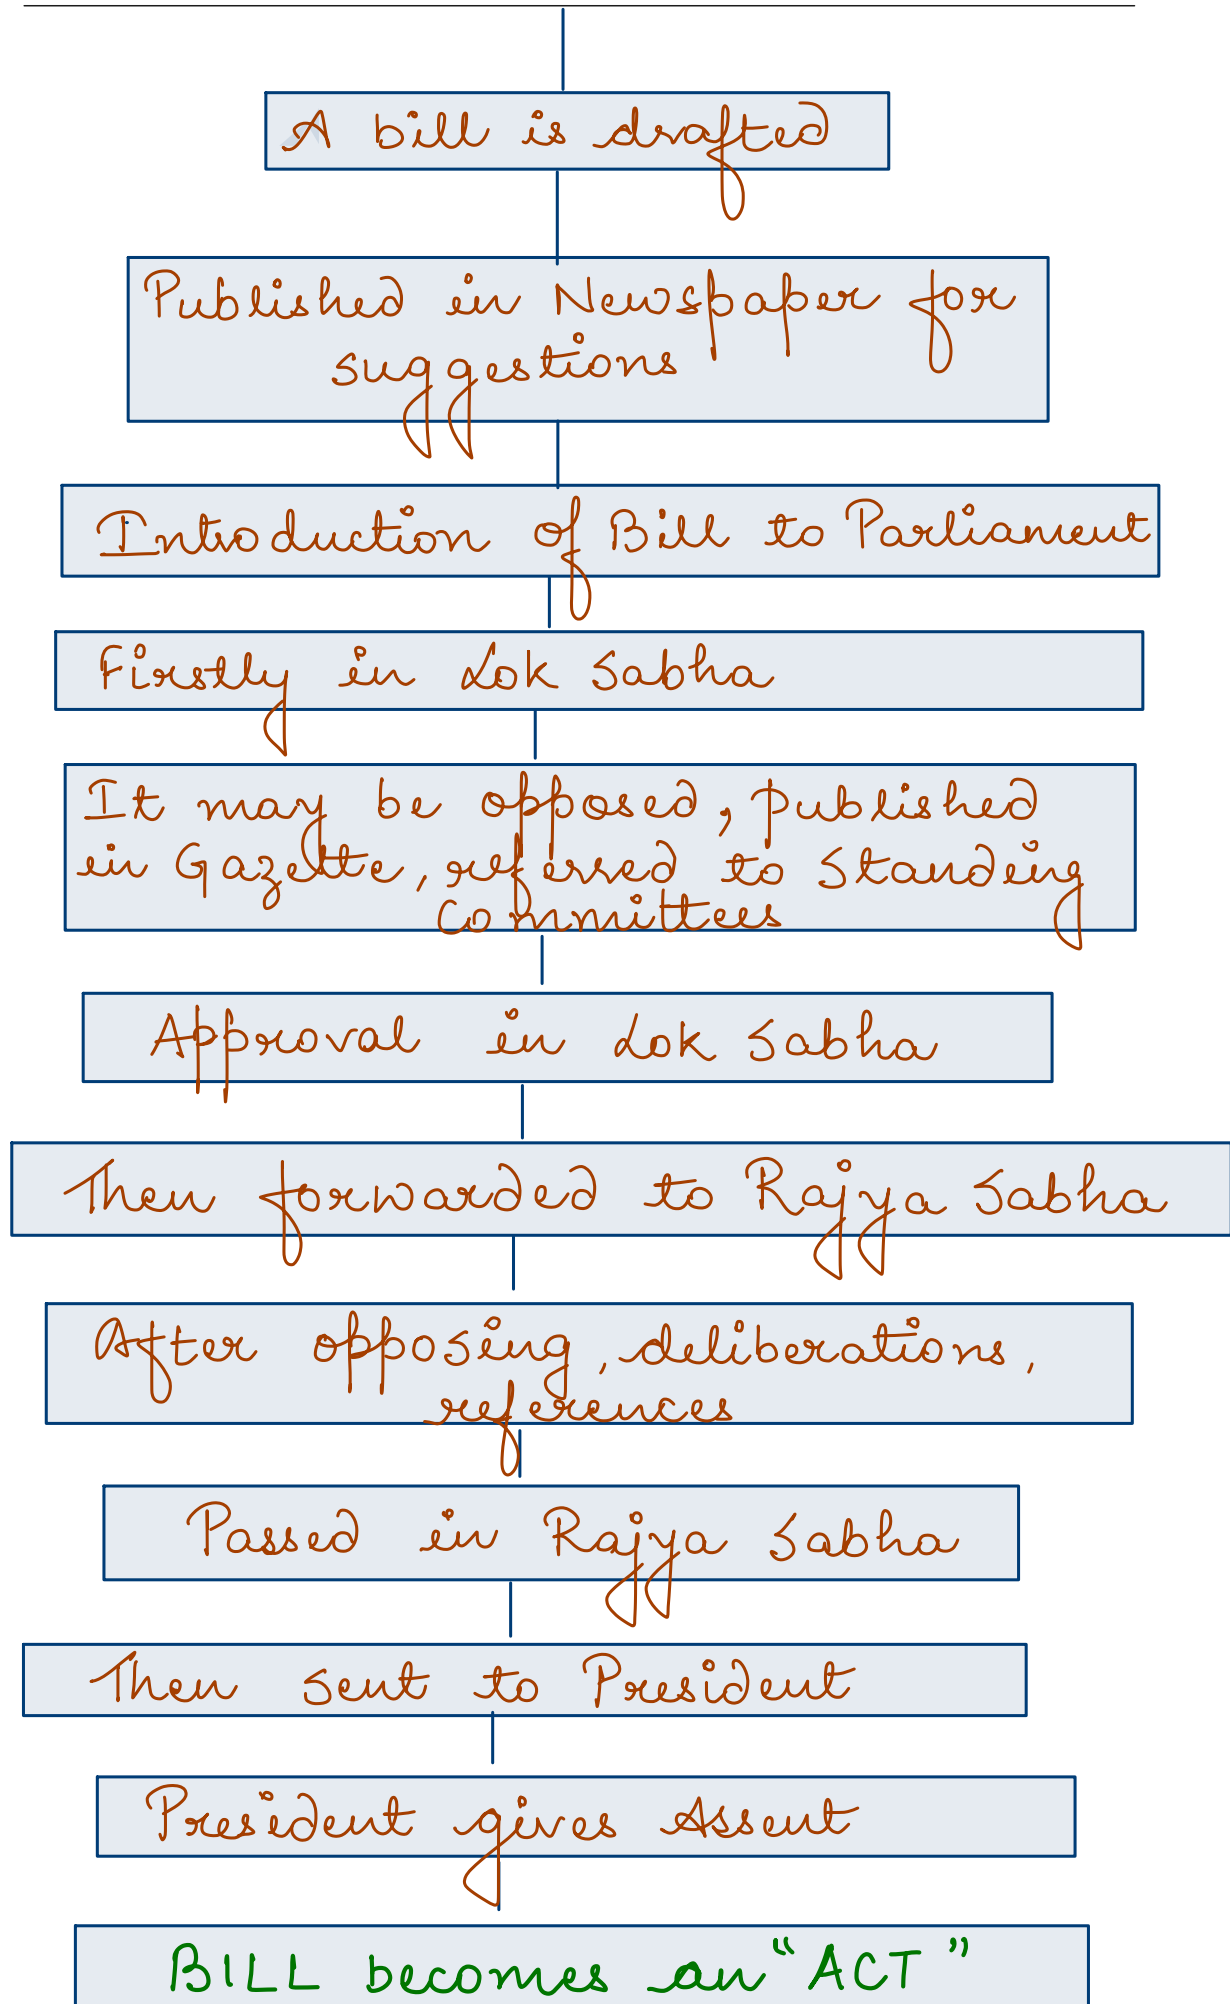 A bill is drafted
Published in Newspaper for
suggestions
Introduction of Bill to Parliament
Firstly in Lok Sabha
It may be opposed, published
in Gazette, referred to Standing
Committees
Approval in Lok Sabha
Then forwarded to Rajya Sabha
After opposing, deliberations,
references
Passed in Rajya Sabha
Then sent to President
President gives Assent
BILL becomes an "ACT"